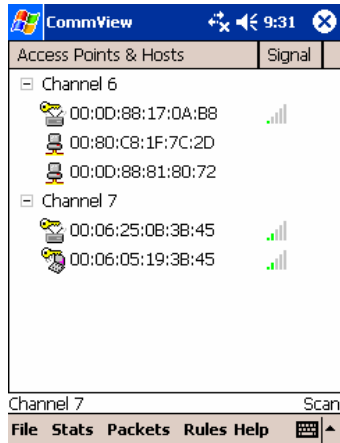 CommView 9:31
Access Points & Hosts Signal
Channel 6
00:0D:88:17:0A:B8
00:80:C8:1F:7C:2D
00:0D:88:81:80:72
Channel 7
00:06:25:0B:3B:45
00:06:05:19:3B:45
Channel 7 Scan
File Stats Packets Rules Help